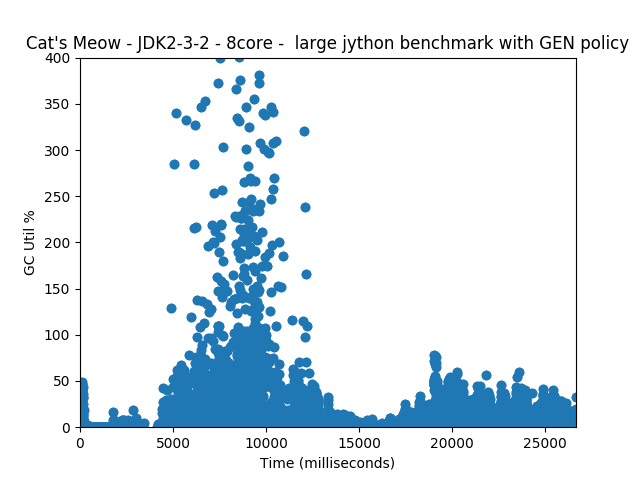 Cat's Meow - JDK2-3-2 - 8core -  large jython benchmark with GEN policy
400
350
300
250
200
150
100
50
0
GC Util %
0 5000 10000 15000 20000 25000
Time (milliseconds)